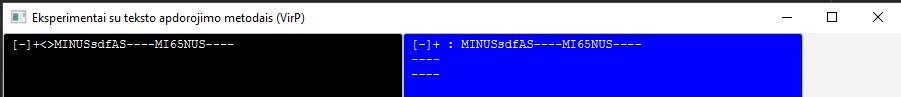 Eksperimentai su teksto apdorojimo metodais (VirP)
[-]+<>MINUSsdfAS----MI65NUS----
[-]+ : MINUSsdfAS----MI65NUS----
----
----